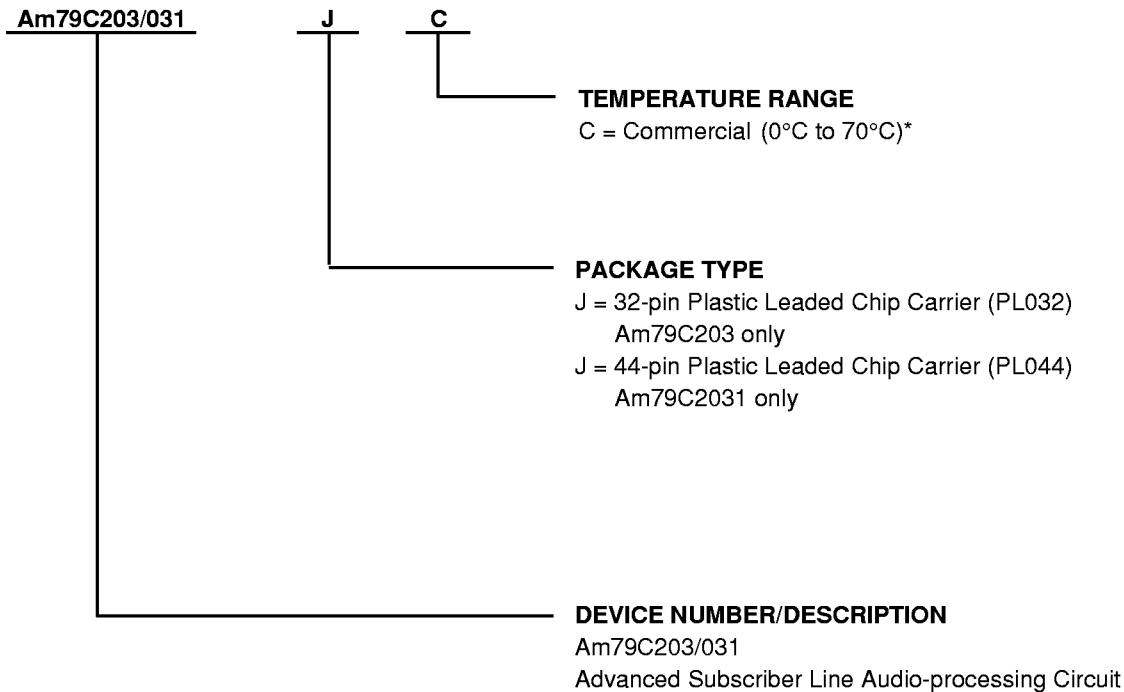 Am79C203/031 J C
TEMPERATURE RANGE
C = Commercial (0°C to 70°C)*
PACKAGE TYPE
J = 32-pin Plastic Leaded Chip Carrier (PL032)
Am79C203 only
J = 44-pin Plastic Leaded Chip Carrier (PL044)
Am79C2031 only
DEVICE NUMBER/DESCRIPTION
Am79C203/031
Advanced Subscriber Line Audio-processing Circuit